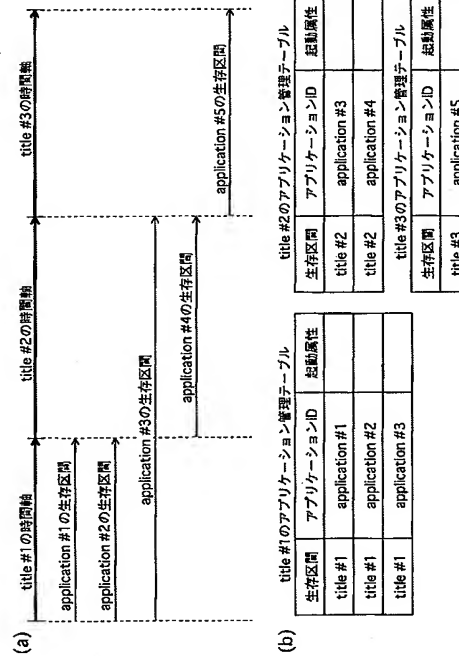 (a)
title #1の時間軸 title #2の時間軸 title #3の時間軸
application #1の生存区間
application #2の生存区間
application #3の生存区間
application #4の生存区間
application #5の生存区間
(b)
title #1のアプリケーション管理テーブル
生存区間 アプリケーションID 起動属性
title #1 application #1
title #1 application #2
title #1 application #3
title #2のアプリケーション管理テーブル
生存区間 アプリケーションID 起動属性
title #2 application #3
title #2 application #4
title #3のアプリケーション管理テーブル
生存区間 アプリケーションID 起動属性
title #3 application #5